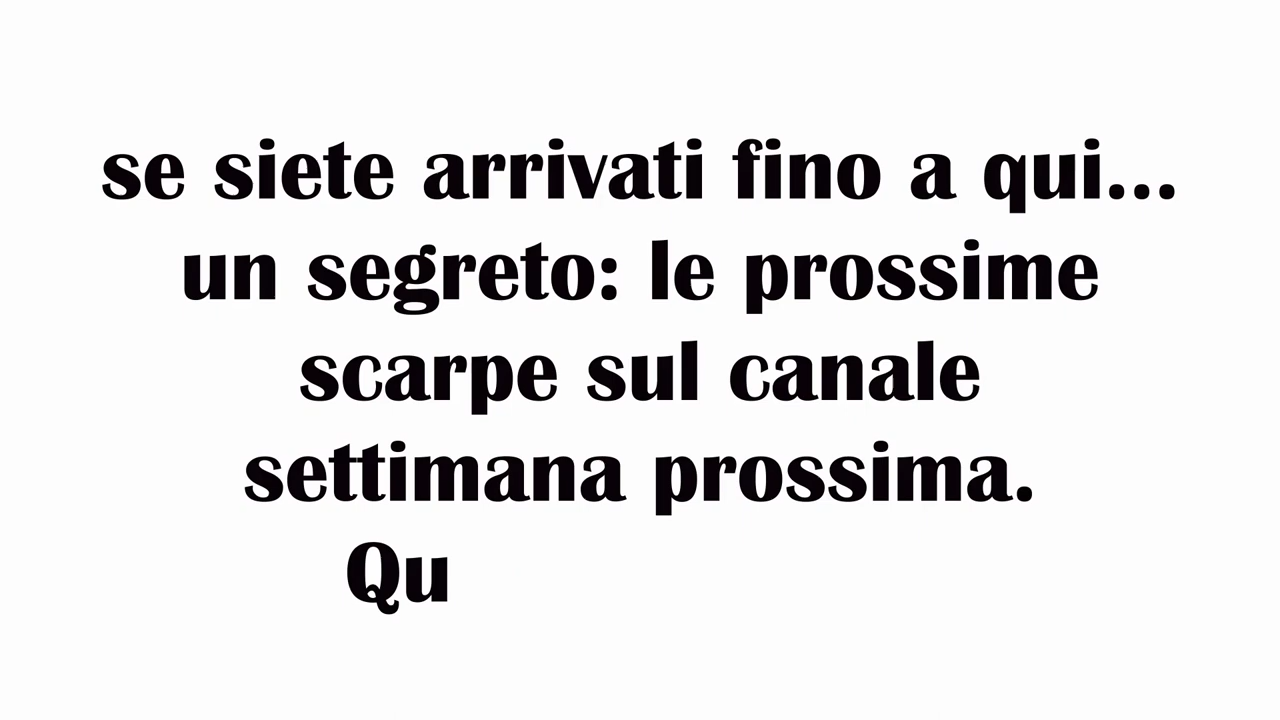 se siete arrivati fino a qui...
un segreto: le prossime
scarpe sul canale
settimana prossima.
Qu